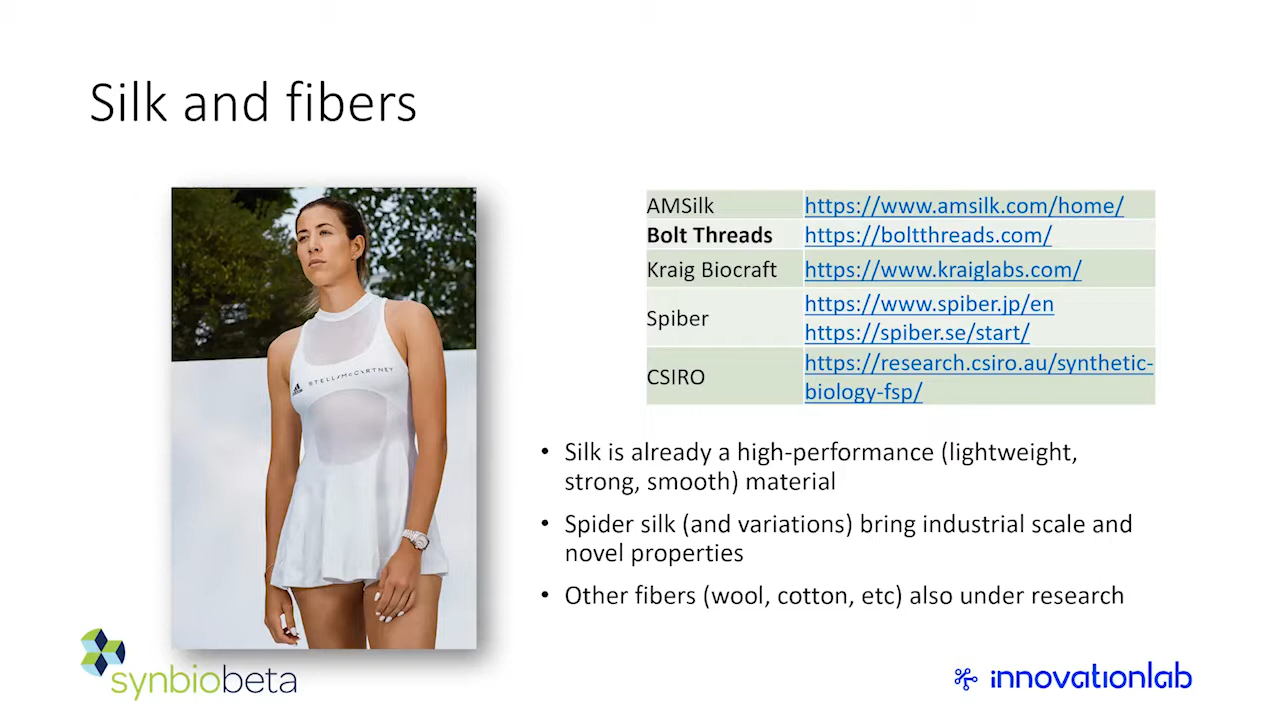 Silk and fibers
STELLA McCARTNEY
AMSilk https://www.amsilk.com/home/
Bolt Threads https://boltthreads.com/
Kraig Biocraft https://www.kraiglabs.com/
Spiber https://www.spiber.jp/en
https://spiber.se/start/
CSIRO https://research.csiro.au/synthetic-
biology-fsp/
• Silk is already a high-performance (lightweight,
strong, smooth) material
• Spider silk (and variations) bring industrial scale and
novel properties
• Other fibers (wool, cotton, etc) also under research
synbiobeta
innovationlab